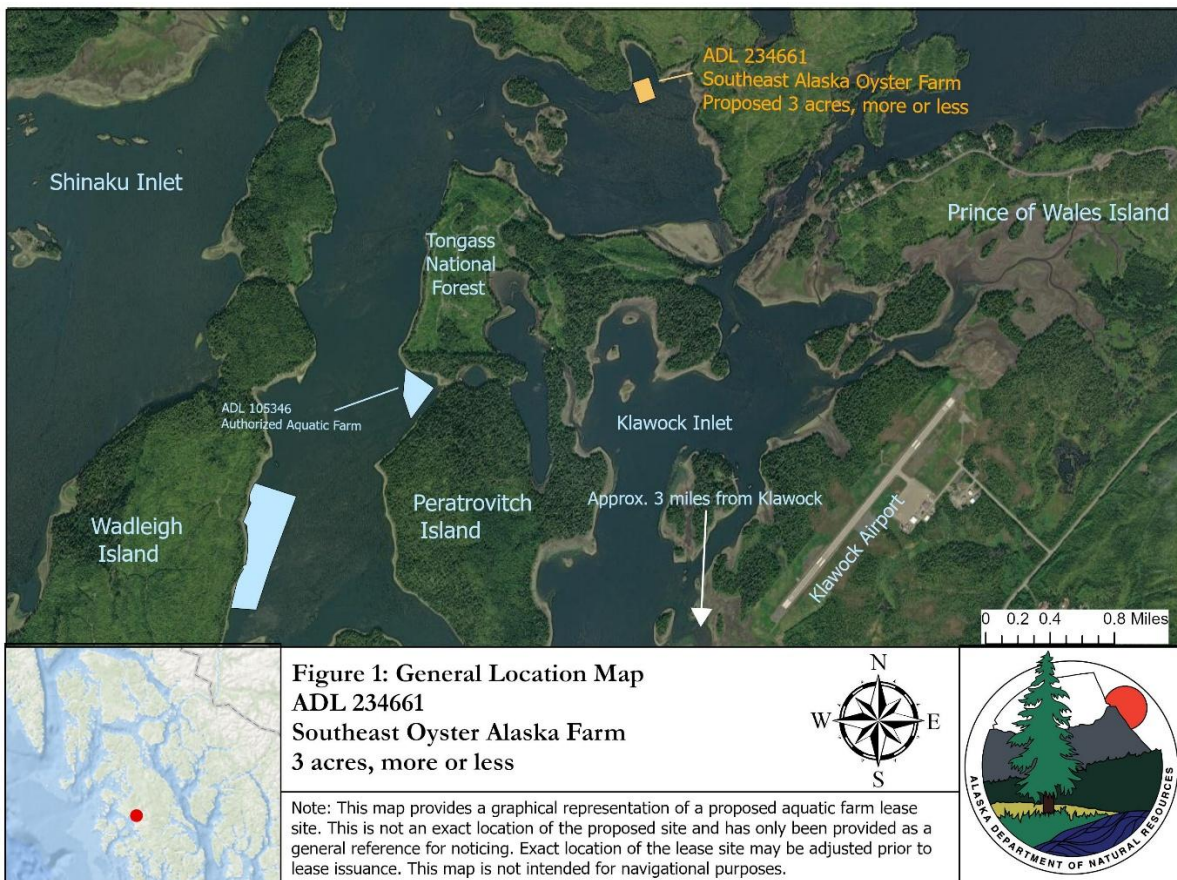 ADL 234661
Southeast Alaska Oyster Farm
Proposed 3 acres, more or less
Shinaku Inlet
Prince of Wales Island
Tongass
National
Forest
ADL 105346
Authorized Aquatic Farm
Klawock Inlet
Peratrovitch
Island
Approx. 3 miles from Klawock
Wadleigh
Island
Klawock Airport
0 0.2 0.4 0.8 Miles
Figure 1: General Location Map
ADL 234661
Southeast Oyster Alaska Farm
3 acres, more or less
N
W E
S
Note: This map provides a graphical representation of a proposed aquatic farm lease
site. This is not an exact location of the proposed site and has only been provided as a
general reference for noticing. Exact location of the lease site may be adjusted prior to
lease issuance. This map is not intended for navigational purposes.
ALASKA DEPARTMENT OF NATURAL RESOURCES